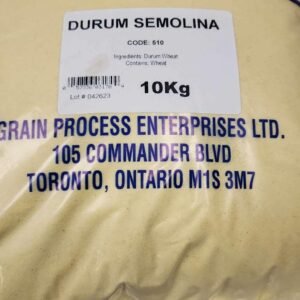 DURUM SEMOLINA
CODE: 510
Ingredients: Durum Wheat
Contains: Wheat
Lot # 042623
10Kg
GRAIN PROCESS ENTERPRISES LTD.
105 COMMANDER BLVD
TORONTO, ONTARIO M1S 3M7